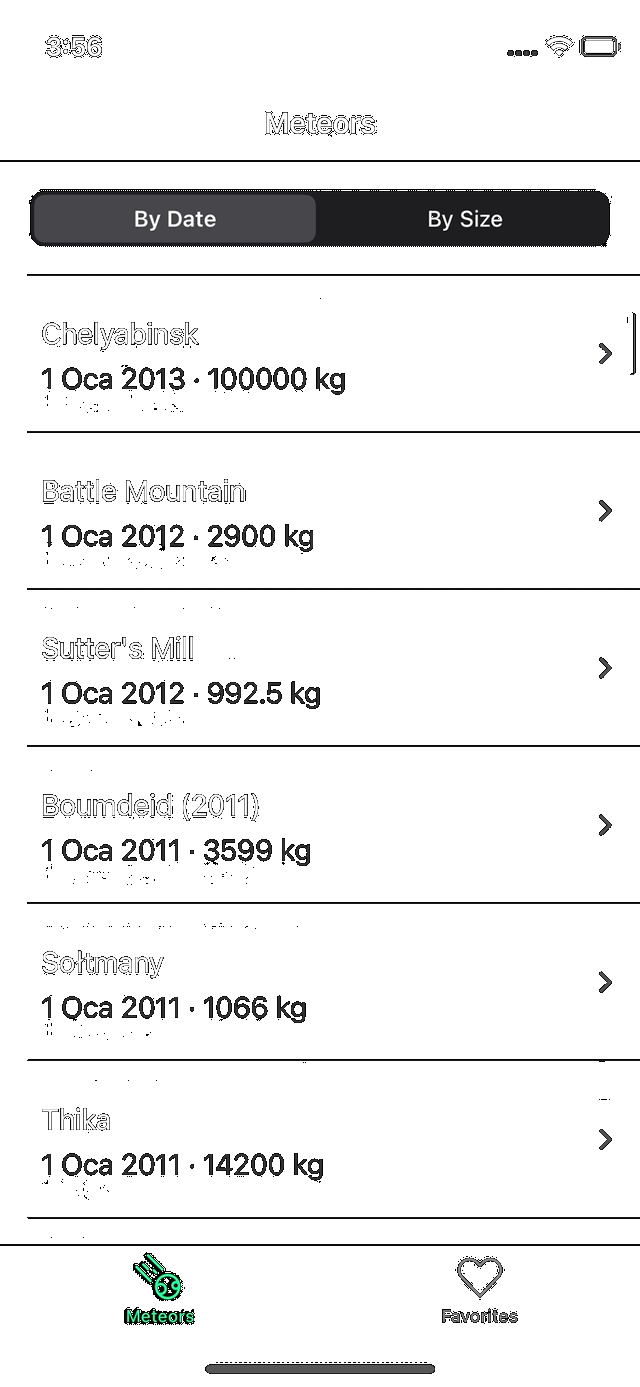 3:56
Meteors
By Date By Size
Chelyabinsk
1 Oca 2013 · 100000 kg
Battle Mountain
1 Oca 2012 · 2900 kg
Sutter's Mill
1 Oca 2012 · 992.5 kg
Boumdeid (2011)
1 Oca 2011 · 3599 kg
Sołtmany
1 Oca 2011 · 1066 kg
Thika
1 Oca 2011 · 14200 kg
Meteors Favorites